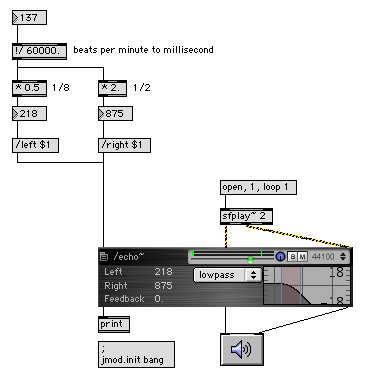 137
!/ 60000. beats per minute to millisecond
* 0.5 1/8 * 2. 1/2
218 875
/left $1 /right $1
open, 1, loop 1
sfplay~ 2
/echo~ B M 44100
Left 218 lowpass -18
Right 875
Feedback 0. -18
print
;
jmod.init bang